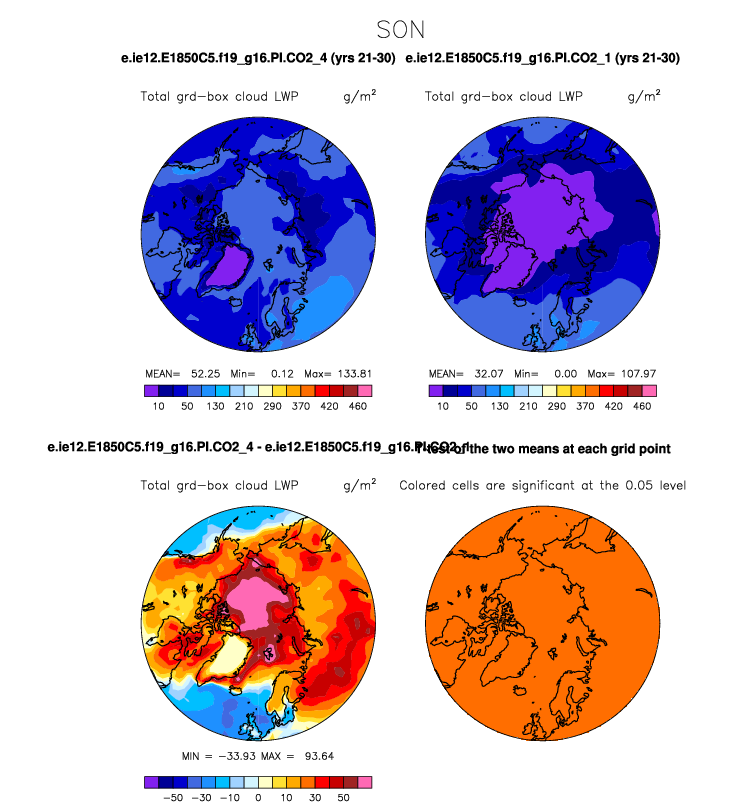 SON
e.ie12.E1850C5.f19_g16.PI.CO2_4 (yrs 21-30) e.ie12.E1850C5.f19_g16.PI.CO2_1 (yrs 21-30)
Total grd-box cloud LWP g/m² Total grd-box cloud LWP g/m²
MEAN= 52.25 Min= 0.12 Max= 133.81 MEAN= 32.07 Min= 0.00 Max= 107.97
10 50 130 210 290 370 420 460 10 50 130 210 290 370 420 460
e.ie12.E1850C5.f19_g16.PI.CO2_4 - e.ie12.E1850C5.f19_g16.PI.CO2_1 T-test of the two means at each grid point
Total grd-box cloud LWP g/m² Colored cells are significant at the 0.05 level
MIN = -33.93 MAX = 93.64
-50 -30 -10 0 10 30 50